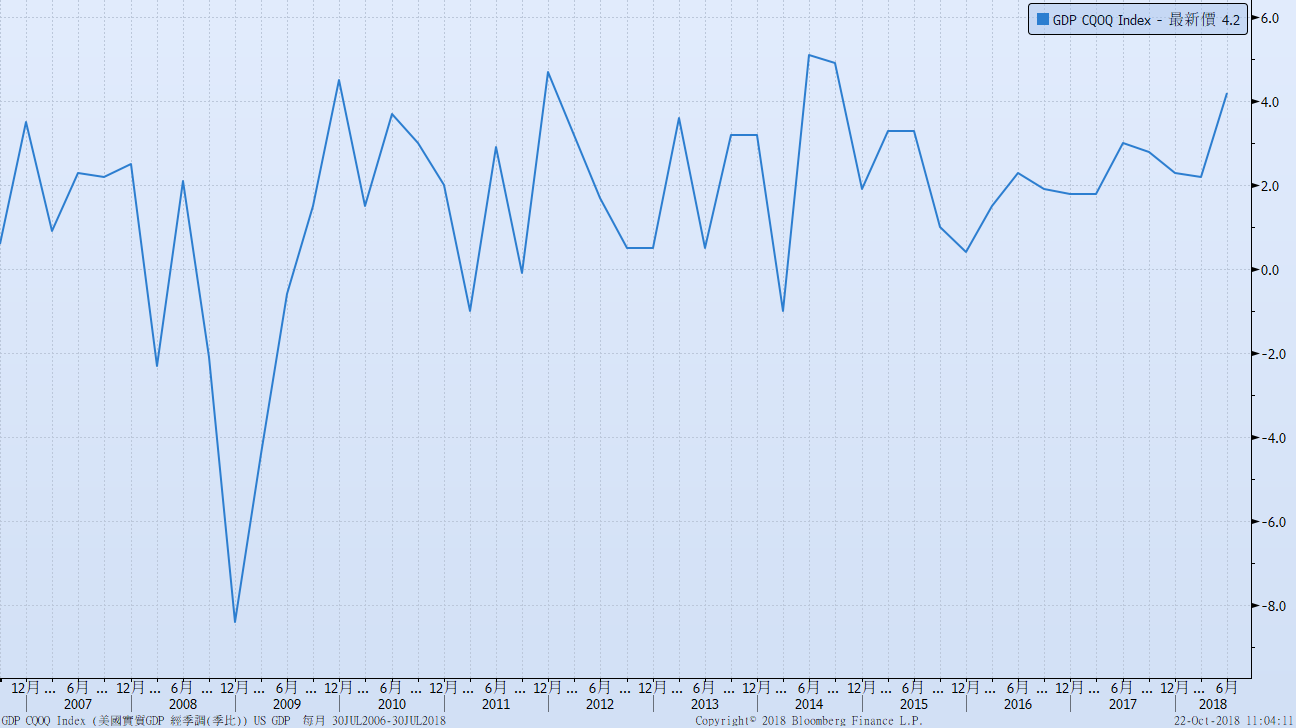 GDP CQOQ Index - 最新價 4.2
6.0
4.0
2.0
0.0
-2.0
-4.0
-6.0
-8.0
12月 ... 6月 ... 12月 ... 6月 ... 12月 ... 6月 ... 12月 ... 6月 ... 12月 ... 6月 ... 12月 ... 6月 ... 12月 ... 6月 ... 12月 ... 6月 ... 12月 ... 6月 ... 12月 ... 6月 ... 12月 ... 6月 ... 12月 ... 6月
2007 2008 2009 2010 2011 2012 2013 2014 2015 2016 2017 2018
GDP CQOQ Index (美國實質GDP 經季調(季比)) US GDP 每月 30JUL2006-30JUL2018 Copyright© 2018 Bloomberg Finance L.P. 22-Oct-2018 11:04:11